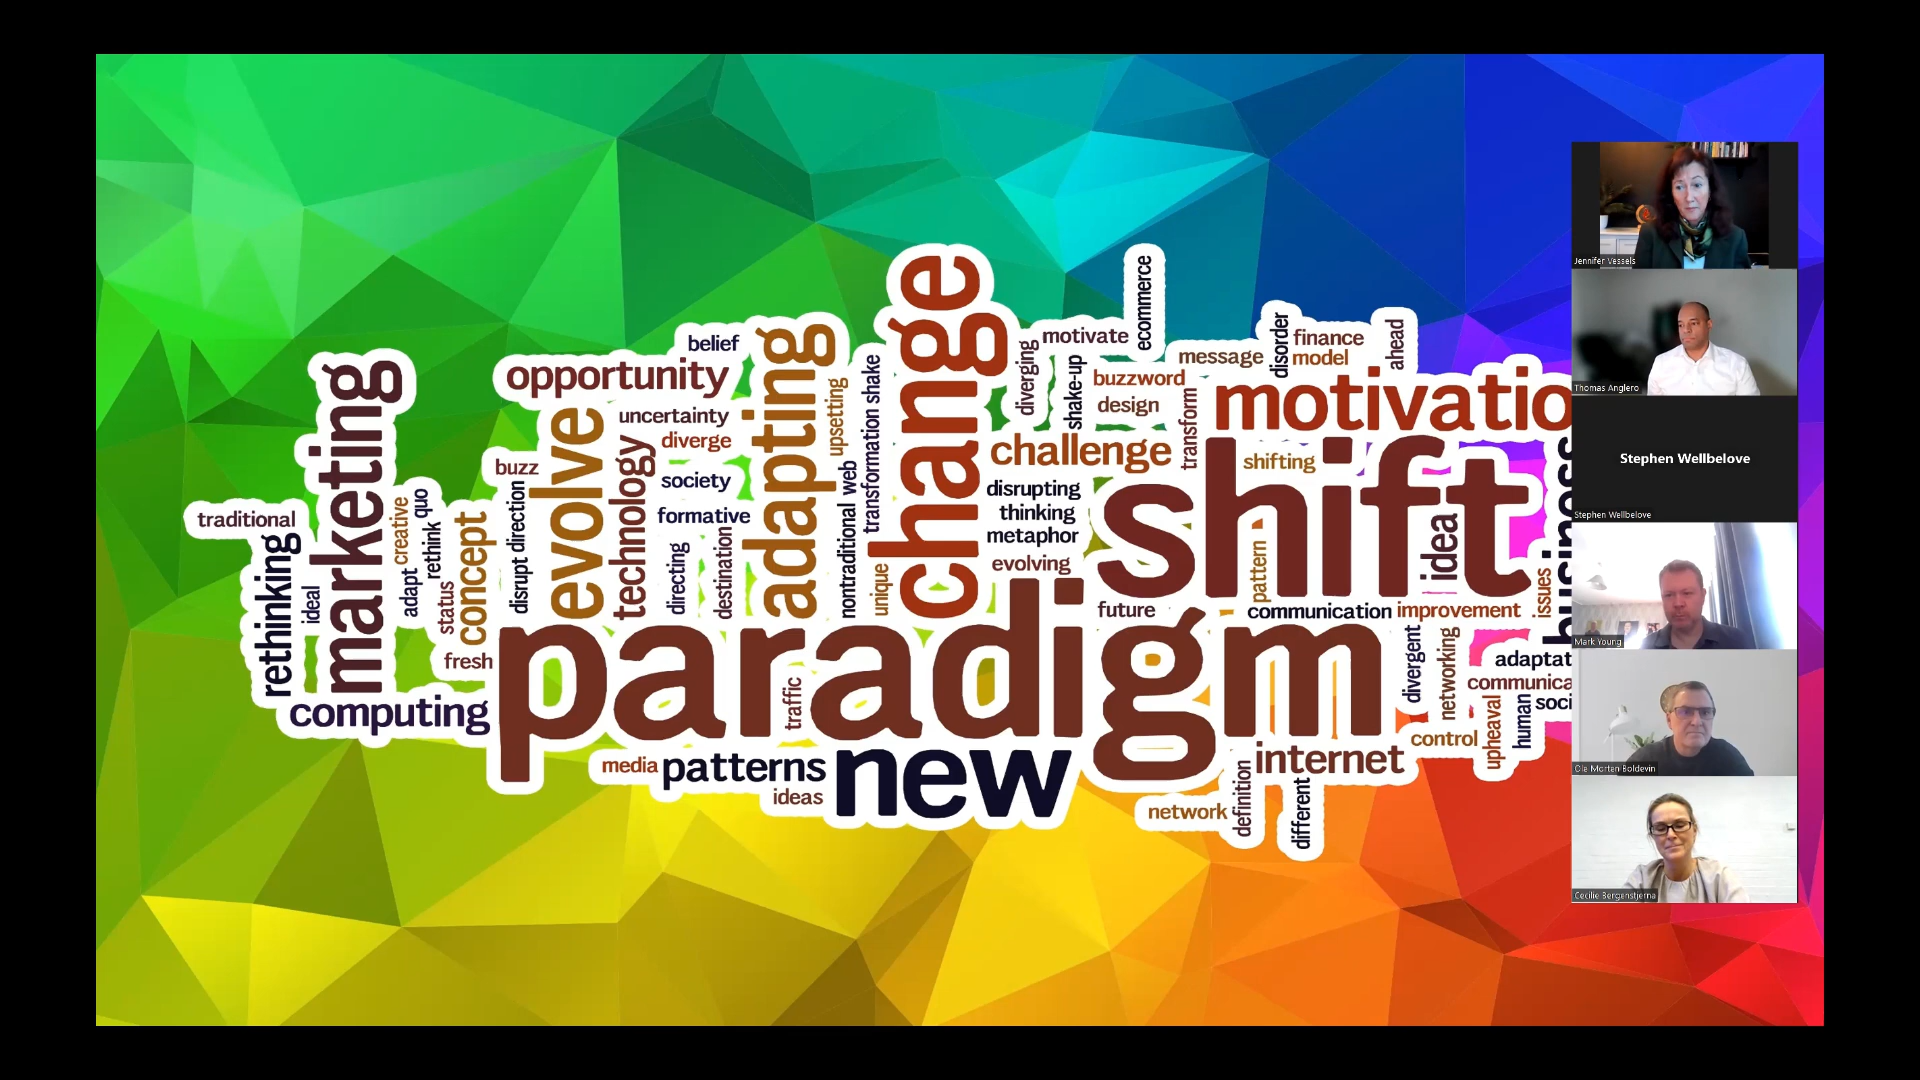 change
ecommerce
belief
adapting
motivate
disorder
finance
ahead
message
model
marketing
opportunity
upsetting
transformation
shake
diverging
shake-up
buzzword
design
transform
motivatio
uncertainty
evolve
diverge
technology
challenge
shift
shifting
buzz
society
disrupting
thinking
metaphor
evolving
traditional
creative
quo
rethink
adapt
status
concept
direction
disrupt
formative
directing
destination
nontraditional
web
unique
pattern
idea
issues
business
rethinking
ideal
fresh
paradigm
future
communication
improvement
divergent
networking
adaptat
communica
soci
human
upheaval
control
computing
traffic
media
patterns
new
ideas
internet
network
definition
different
Jennifer Vessels
Thomas Anglero
Stephen Wellbelove
Stephen Wellbelove
Mark Young
Ole Morten Boldevin
Cecilie Bergenstjerna